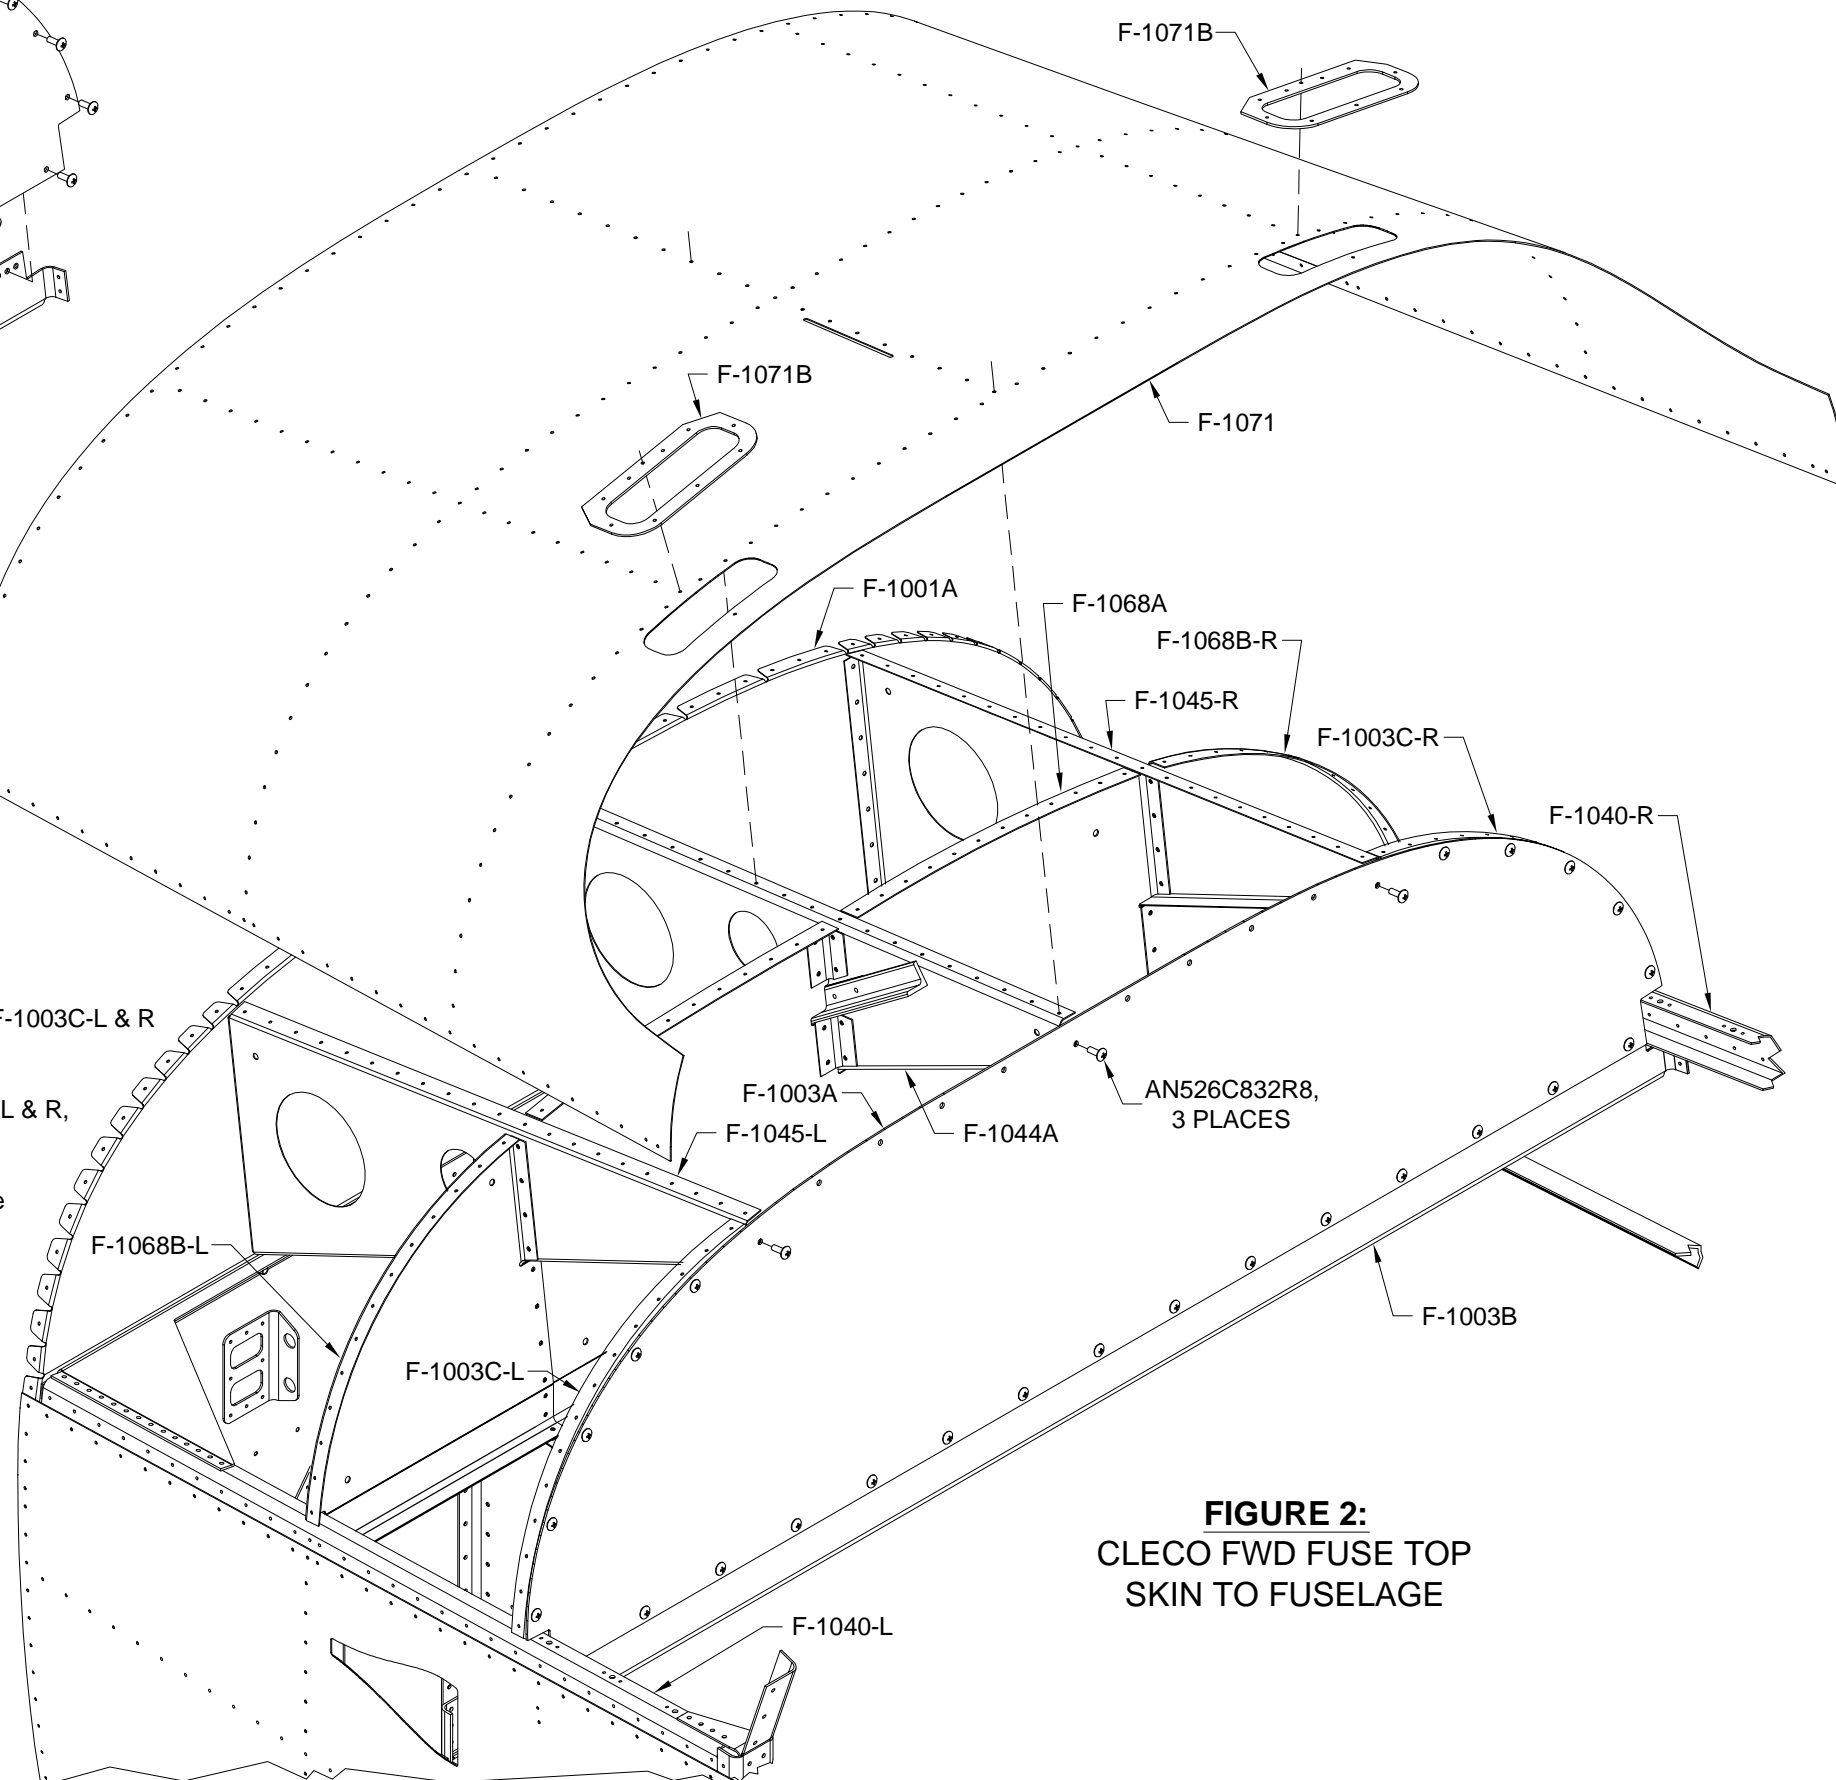 F-1071B
F-1071B
F-1071
F-1001A
F-1068A
F-1068B-R
F-1045-R
F-1003C-R
F-1040-R
F-1003C-L & R
L & R,
e
F-1003A
F-1044A
AN526C832R8,
3 PLACES
F-1045-L
F-1068B-L
F-1003C-L
F-1003B
F-1040-L
FIGURE 2:
CLECO FWD FUSE TOP
SKIN TO FUSELAGE